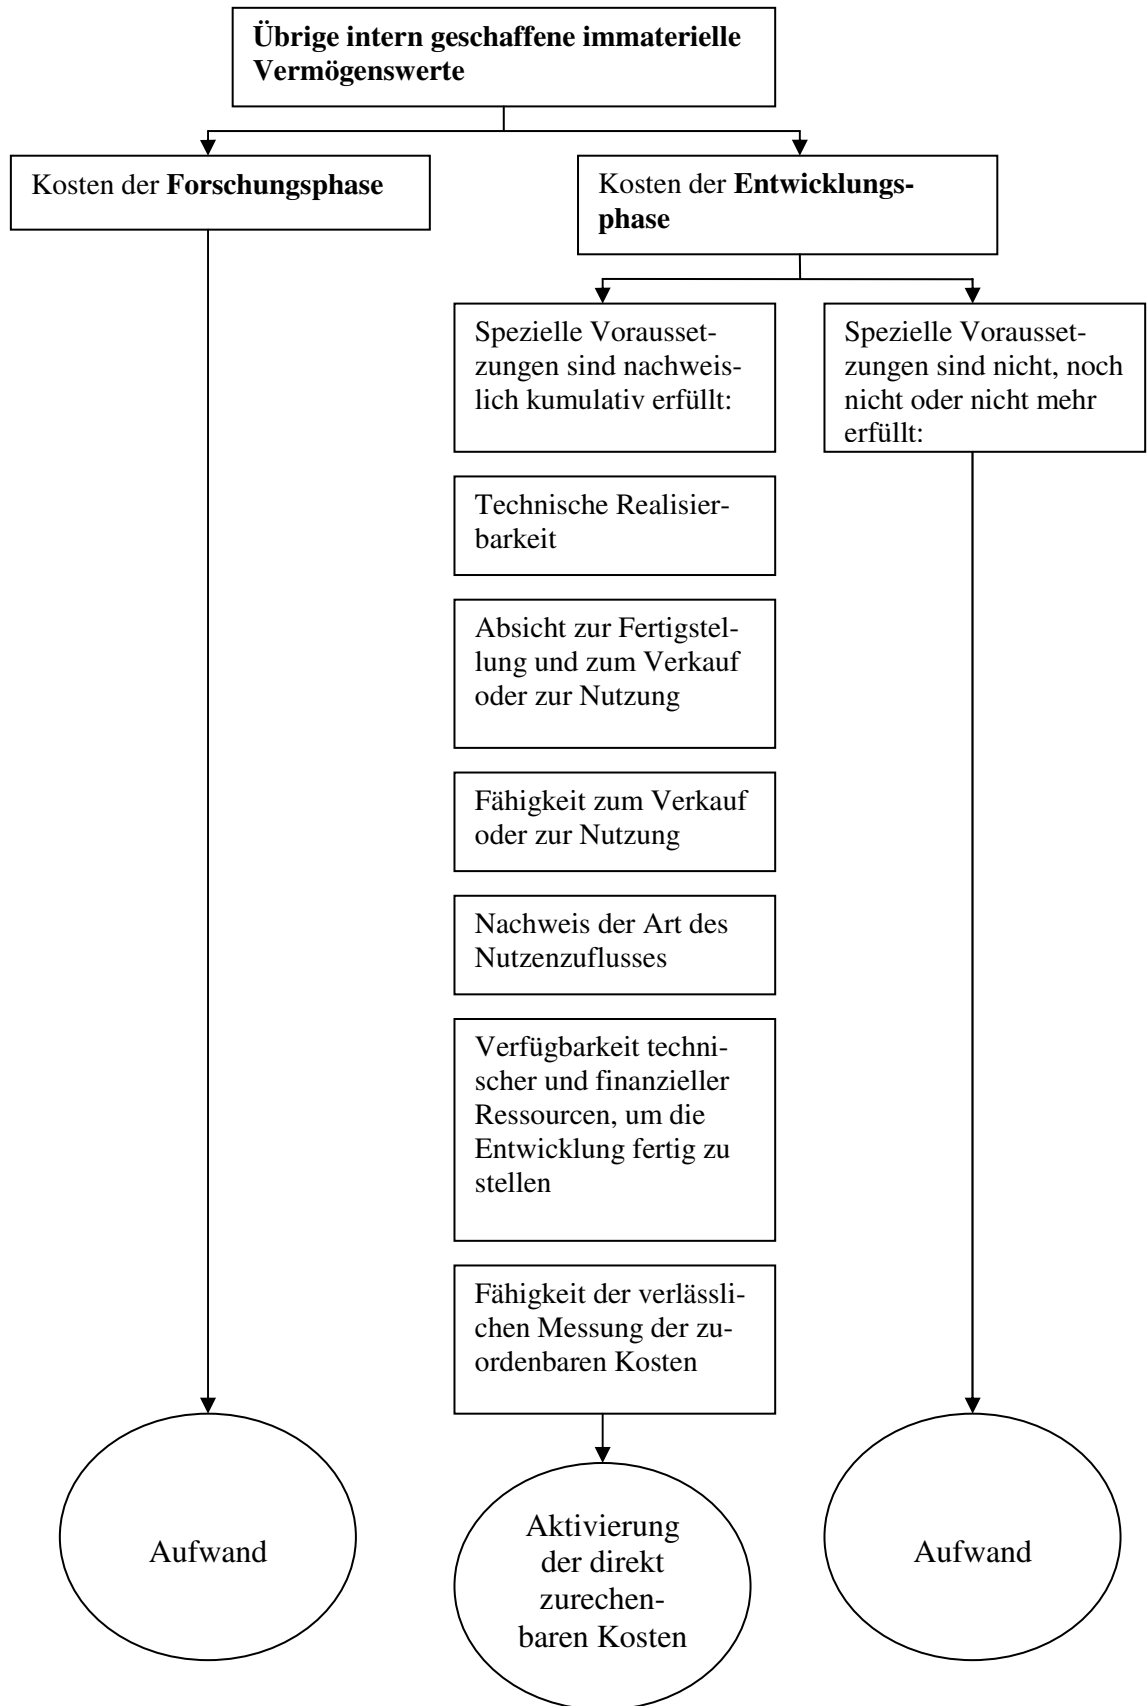 Übrige intern geschaffene immaterielle
Vermögenswerte
Kosten der Forschungsphase
Kosten der Entwicklungs-
phase
Spezielle Vorausset-
zungen sind nachweis-
lich kumulativ erfüllt:
Spezielle Vorausset-
zungen sind nicht, noch
nicht oder nicht mehr
erfüllt:
Technische Realisier-
barkeit
Absicht zur Fertigstel-
lung und zum Verkauf
oder zur Nutzung
Fähigkeit zum Verkauf
oder zur Nutzung
Nachweis der Art des
Nutzenzuflusses
Verfügbarkeit techni-
scher und finanzieller
Ressourcen, um die
Entwicklung fertig zu
stellen
Fähigkeit der verlässli-
chen Messung der zu-
ordenbaren Kosten
Aufwand
Aktivierung
der direkt
zurechen-
baren Kosten
Aufwand